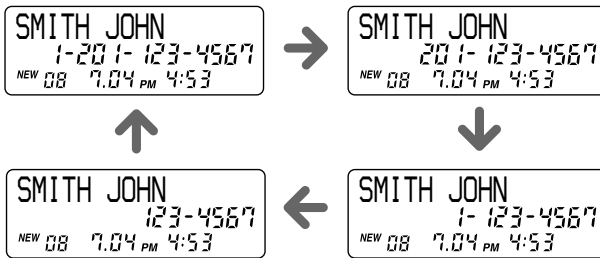 SMITH JOHN
1-201-123-4567
NEW 08 7.04 PM 4:53
SMITH JOHN
201-123-4567
NEW 08 7.04 PM 4:53
SMITH JOHN
123-4567
NEW 08 7.04 PM 4:53
SMITH JOHN
1-123-4567
NEW 08 7.04 PM 4:53